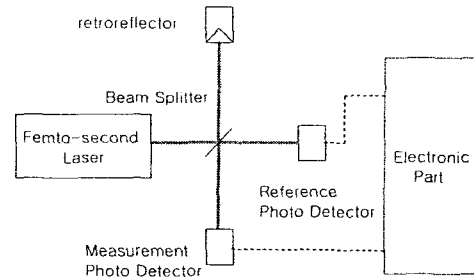 retroreflector
Beam Splitter
Femto-second
Laser
Electronic
Part
Reference
Photo Detector
Measurement
Photo Detector